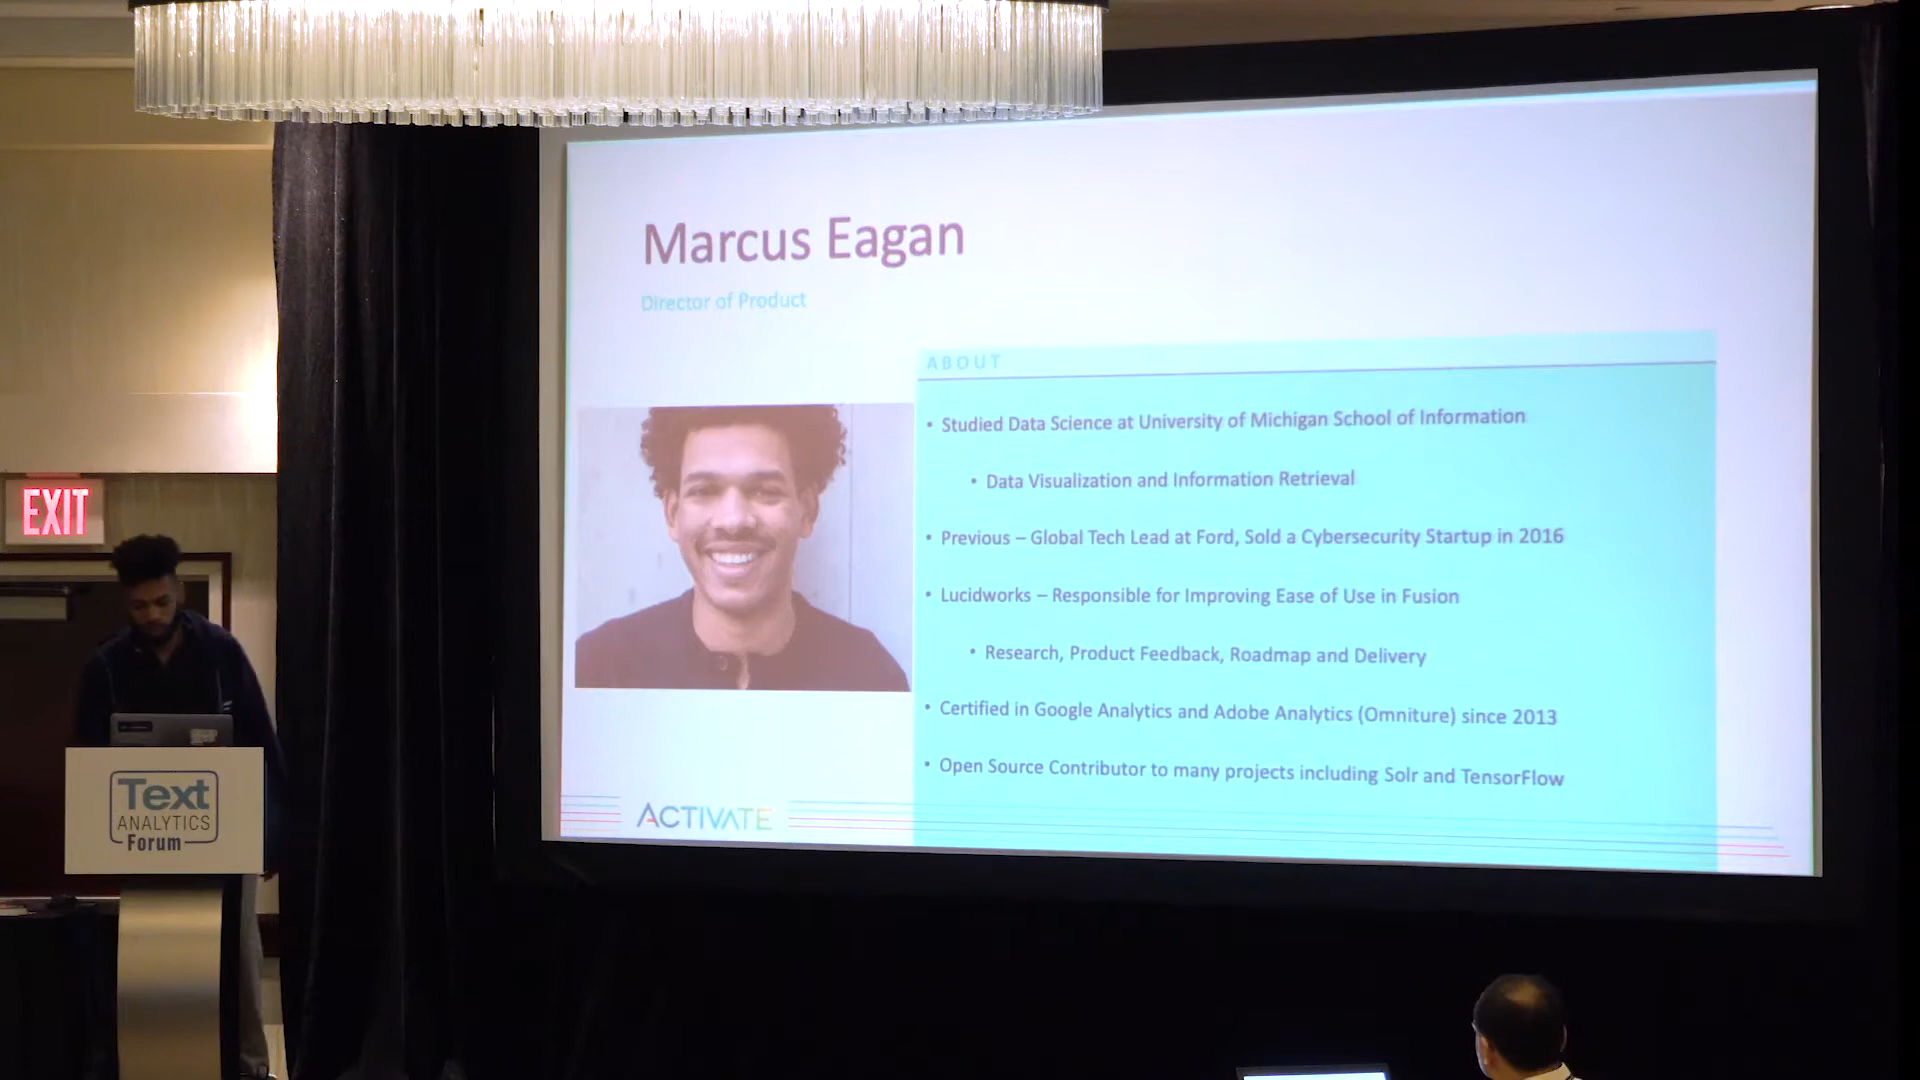 Marcus Eagan
Director of Product
ABOUT
• Studied Data Science at University of Michigan School of Information
• Data Visualization and Information Retrieval
• Previous – Global Tech Lead at Ford, Sold a Cybersecurity Startup in 2016
• Lucidworks – Responsible for Improving Ease of Use in Fusion
• Research, Product Feedback, Roadmap and Delivery
• Certified in Google Analytics and Adobe Analytics (Omniture) since 2013
• Open Source Contributor to many projects including Solr and TensorFlow
ACTIVATE
EXIT
Text
ANALYTICS
Forum